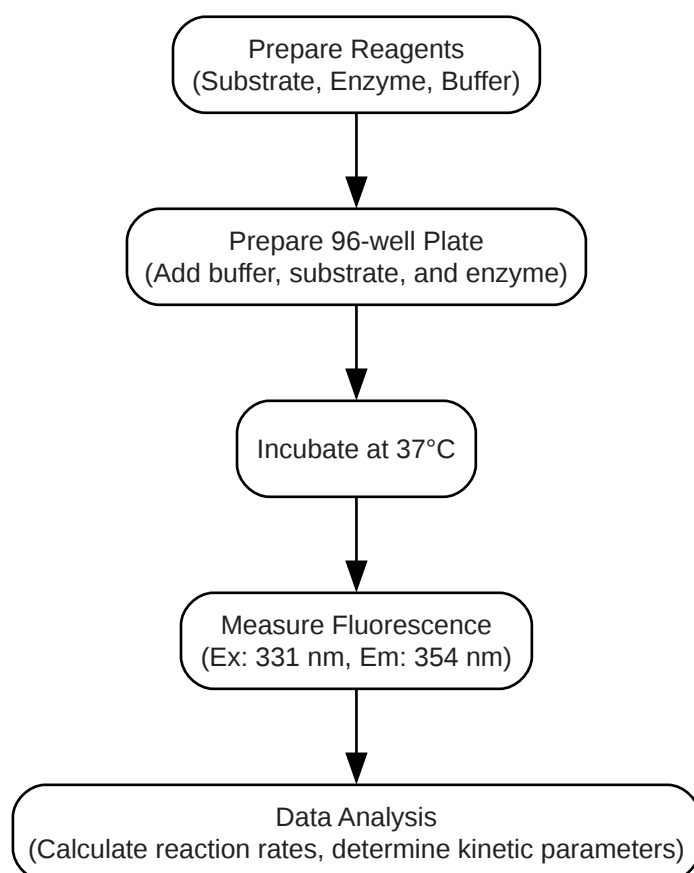 Prepare Reagents
(Substrate, Enzyme, Buffer)
Prepare 96-well Plate
(Add buffer, substrate, and enzyme)
Incubate at 37°C
Measure Fluorescence
(Ex: 331 nm, Em: 354 nm)
Data Analysis
(Calculate reaction rates, determine kinetic parameters)